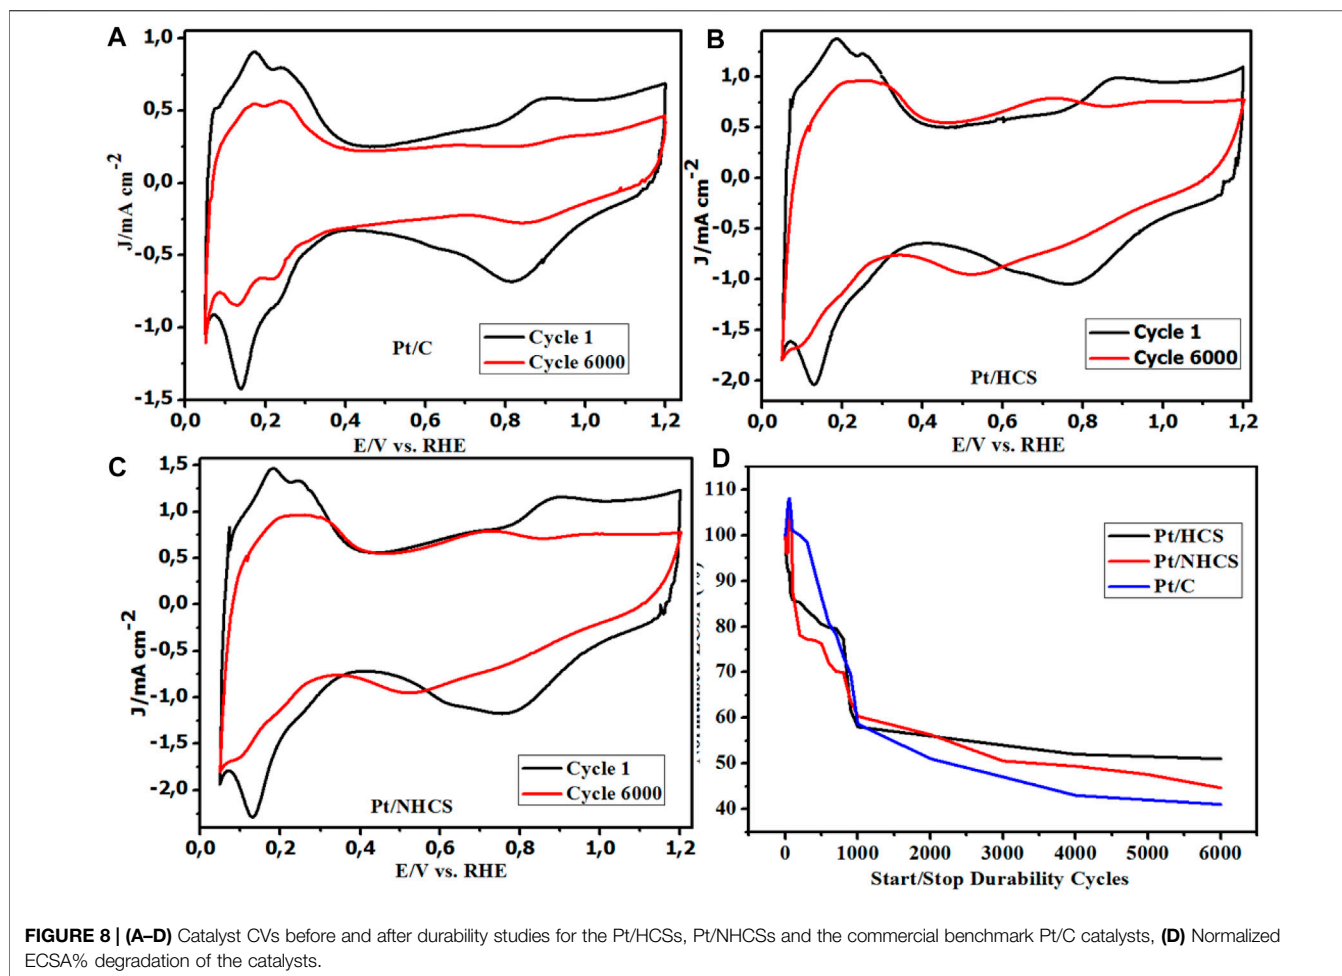 A
1,0
0,5
0,0
-0,5
-1,0
-1,5
J/mA cm-2
Cycle 1
Cycle 6000
Pt/C
0,0 0,2 0,4 0,6 0,8 1,0 1,2
E/V vs. RHE
B
1,5
1,0
0,5
0,0
-0,5
-1,0
-1,5
-2,0
J/mA cm-2
Cycle 1
Cycle 6000
Pt/HCS
0,0 0,2 0,4 0,6 0,8 1,0 1,2
E/V vs. RHE
C
1,5
1,0
0,5
0,0
-0,5
-1,0
-1,5
-2,0
J/mA cm-2
Cycle 1
Cycle 6000
Pt/NHCS
0,0 0,2 0,4 0,6 0,8 1,0 1,2
E/V vs. RHE
D
110
100
90
80
70
60
50
40
Pt/HCS
Pt/NHCS
Pt/C
0 1000 2000 3000 4000 5000 6000
Start/Stop Durability Cycles
FIGURE 8 | (A–D) Catalyst CVs before and after durability studies for the Pt/HCSs, Pt/NHCSs and the commercial benchmark Pt/C catalysts, (D) Normalized
ECSA% degradation of the catalysts.